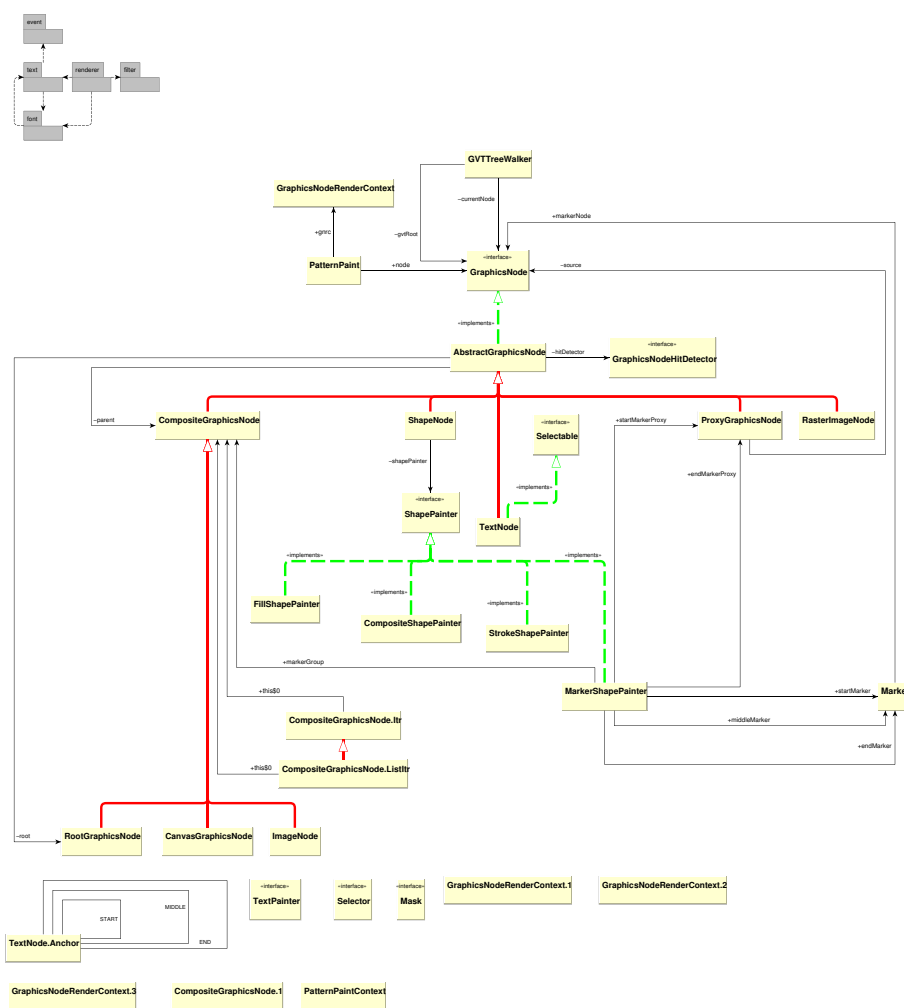 event
text
renderer
filter
font
GVTTreeWalker
GraphicsNodeRenderContext
–currentNode
+markerNode
+gnrc
–gvtRoot
«interface»
GraphicsNode
PatternPaint
+node
–source
«implements»
AbstractGraphicsNode
–hitDetector
«interface»
GraphicsNodeHitDetector
–parent
CompositeGraphicsNode
ShapeNode
«interface»
Selectable
+startMarkerProxy
ProxyGraphicsNode
RasterImageNode
–shapePainter
+endMarkerProxy
«implements»
«interface»
ShapePainter
TextNode
«implements»
«implements»
«implements»
«implements»
FillShapePainter
CompositeShapePainter
StrokeShapePainter
+markerGroup
MarkerShapePainter
+startMarker
Marke
+this$0
CompositeGraphicsNode.Itr
+middleMarker
+endMarker
+this$0
CompositeGraphicsNode.ListItr
–root
RootGraphicsNode
CanvasGraphicsNode
ImageNode
«interface»
TextPainter
«interface»
Selector
«interface»
Mask
GraphicsNodeRenderContext.1
GraphicsNodeRenderContext.2
START
MIDDLE
END
TextNode.Anchor
GraphicsNodeRenderContext.3
CompositeGraphicsNode.1
PatternPaintContext